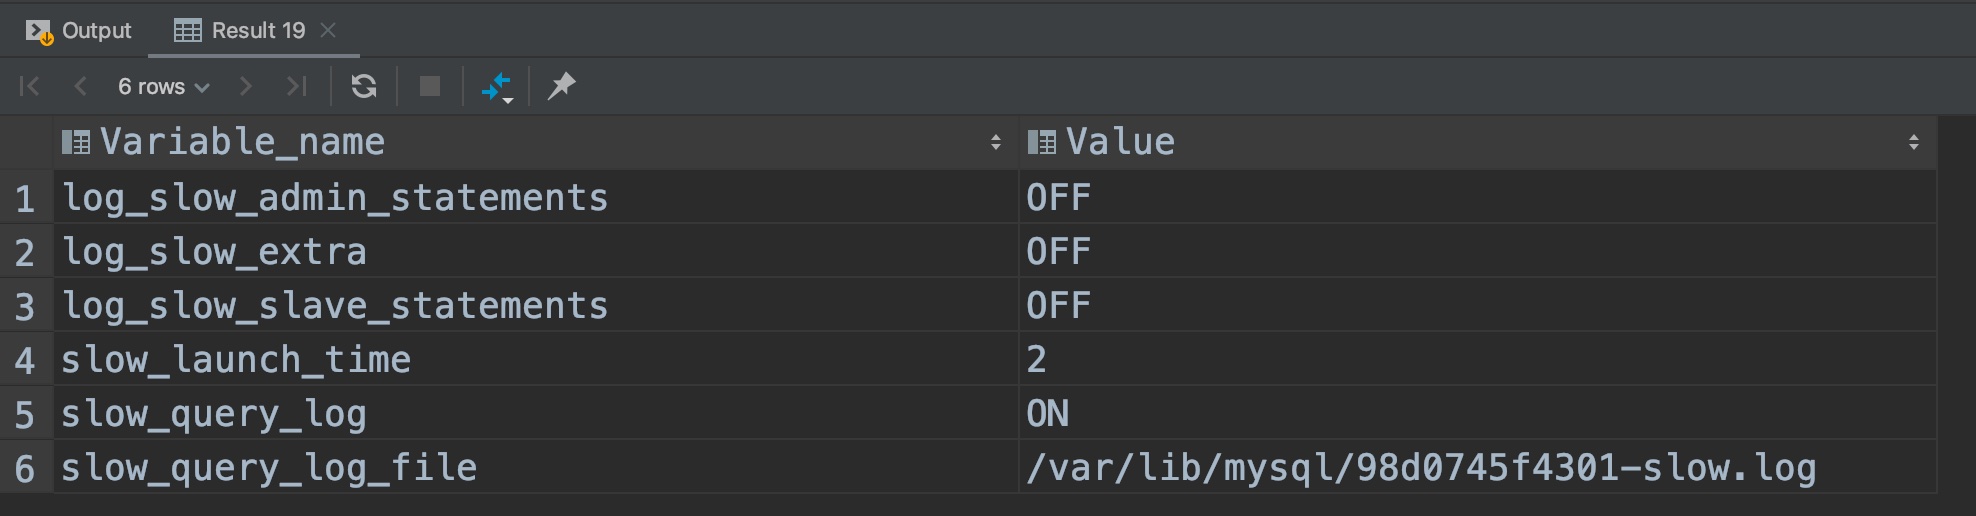 Output Result 19
6 rows
Variable_name Value
1 log_slow_admin_statements OFF
2 log_slow_extra OFF
3 log_slow_slave_statements OFF
4 slow_launch_time 2
5 slow_query_log ON
6 slow_query_log_file /var/lib/mysql/98d0745f4301-slow.log